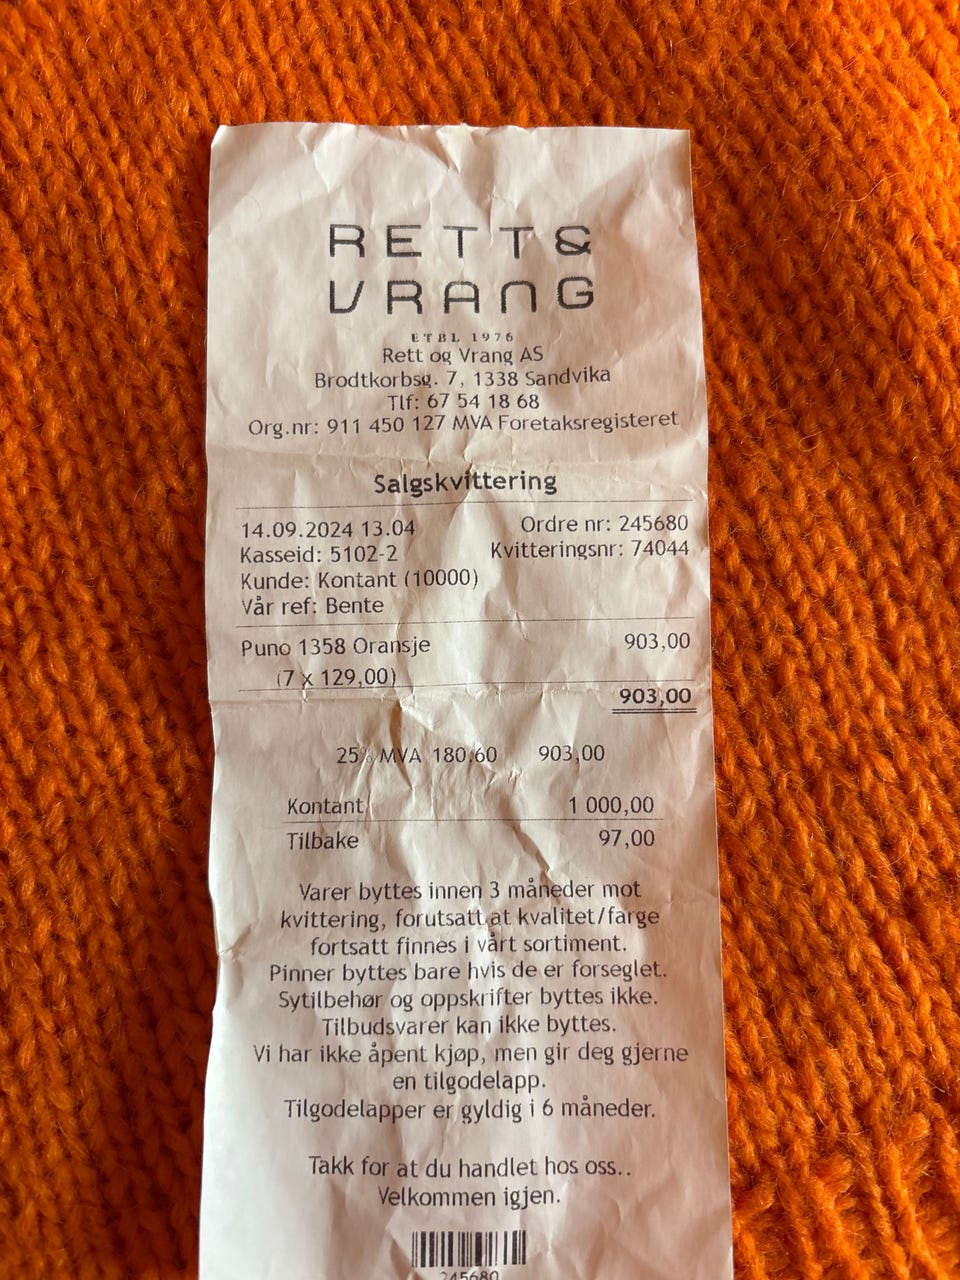 RETT&
VRANG
ETBL 1976
Rett og Vrang AS
Brodtkorbsg. 7, 1338 Sandvika
Tlf: 67 54 18 68
Org.nr: 911 450 127 MVA Foretaksregisteret
Salgskvittering
14.09.2024 13.04 Ordre nr: 245680
Kasseid: 5102-2 Kvitteringsnr: 74044
Kunde: Kontant (10000)
Vår ref: Bente
Puno 1358 Oransje 903,00
(7 x 129,00)
903,00
25% MVA 180,60 903,00
Kontant 1 000,00
Tilbake 97,00
Varer byttes innen 3 måneder mot
kvittering, forutsatt at kvalitet/farge
fortsatt finnes i vårt sortiment.
Pinner byttes bare hvis de er forseglet.
Sytilbehør og oppskrifter byttes ikke.
Tilbudsvarer kan ikke byttes.
Vi har ikke åpent kjøp, men gir deg gjerne
en tilgodelapp.
Tilgodelapper er gyldig i 6 måneder.
Takk for at du handlet hos oss..
Velkommen igjen.
245680